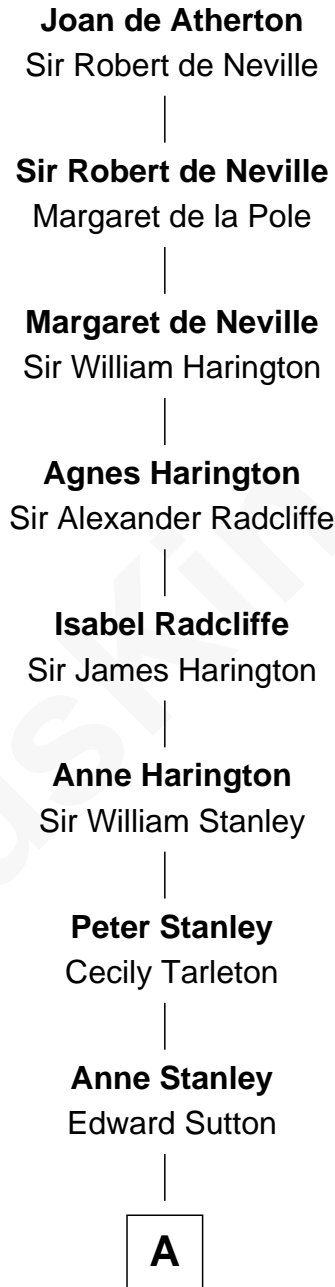 Joan de Atherton
Sir Robert de Neville
Sir Robert de Neville
Margaret de la Pole
Margaret de Neville
Sir William Harington
Agnes Harington
Sir Alexander Radcliffe
Isabel Radcliffe
Sir James Harington
Anne Harington
Sir William Stanley
Peter Stanley
Cecily Tarleton
Anne Stanley
Edward Sutton
A